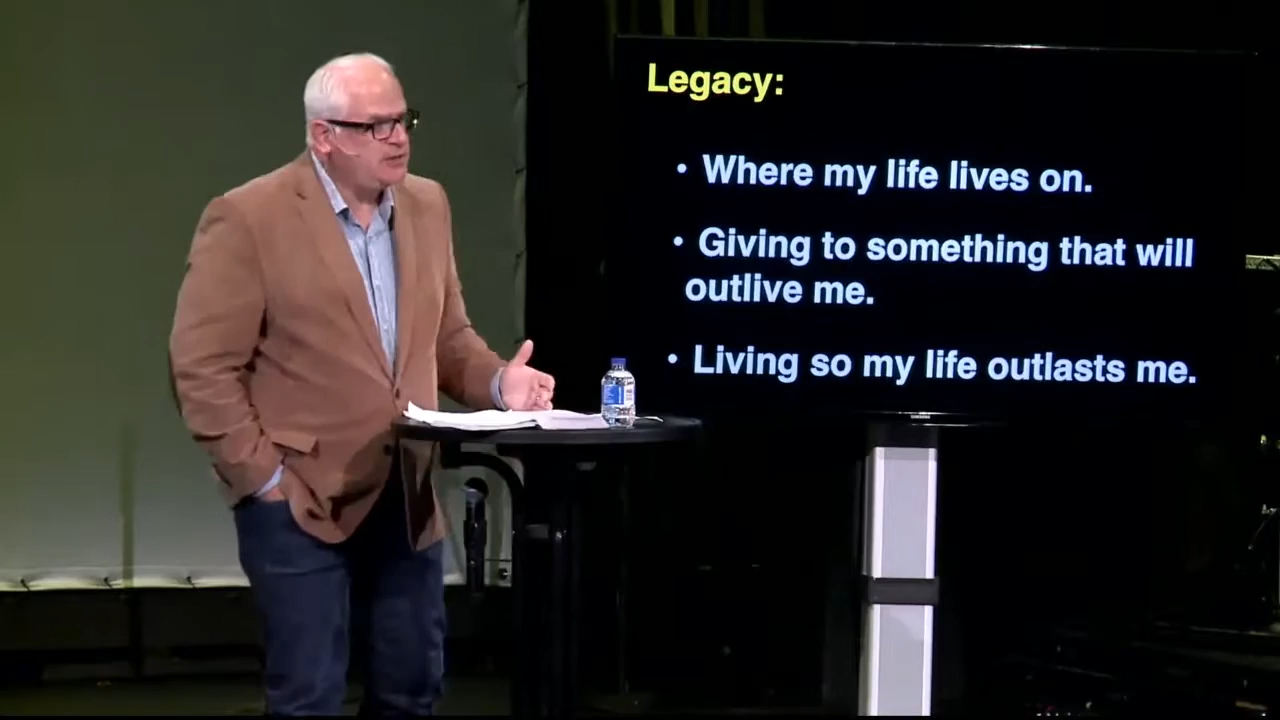 Legacy:
• Where my life lives on.
• Giving to something that will
outlive me.
• Living so my life outlasts me.
SAMSUNG